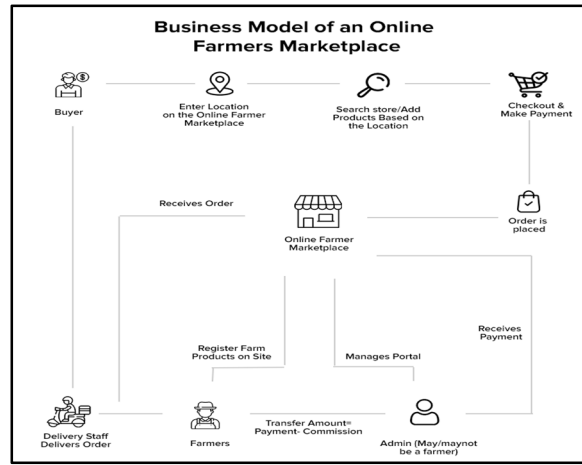 Business Model of an Online
Farmers Marketplace
Buyer
Enter Location
on the Online Farmer
Marketplace
Search store/Add
Products Based on
the Location
Checkout &
Make Payment
Receives Order
Online Farmer
Marketplace
Order is
placed
Register Farm
Products on Site
Manages Portal
Receives
Payment
Delivery Staff
Delivers Order
Farmers
Transfer Amount=
Payment- Commission
Admin (May/maynot
be a farmer)